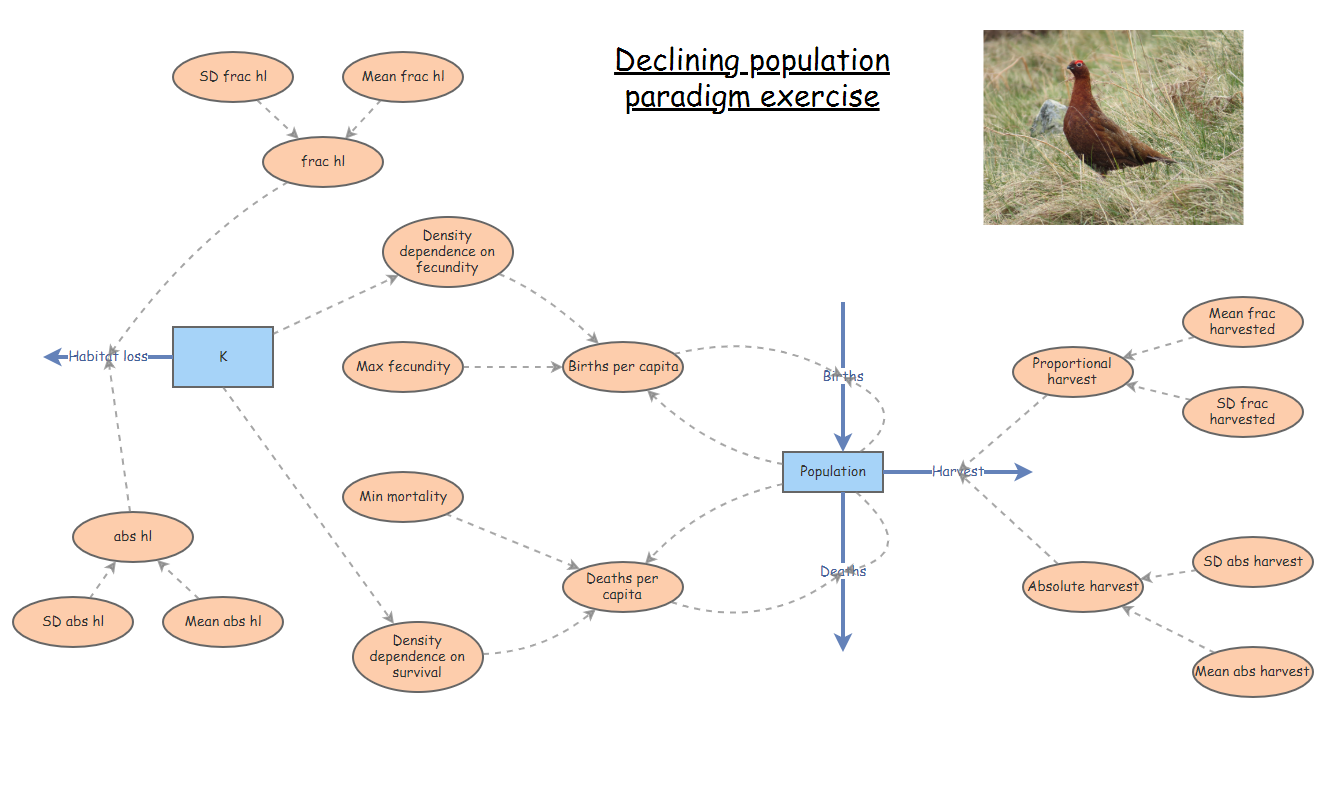 Declining population
paradigm exercise
SD frac hl
Mean frac hl
frac hl
Density
dependence on
fecundity
Habitat loss
K
Max fecundity
Births per capita
Births
Mean frac
harvested
Proportional
harvest
SD frac
harvested
Population
Harvest
Min mortality
abs hl
SD abs hl
Mean abs hl
Deaths per
capita
Deaths
Density
dependence on
survival
SD abs harvest
Absolute harvest
Mean abs harvest